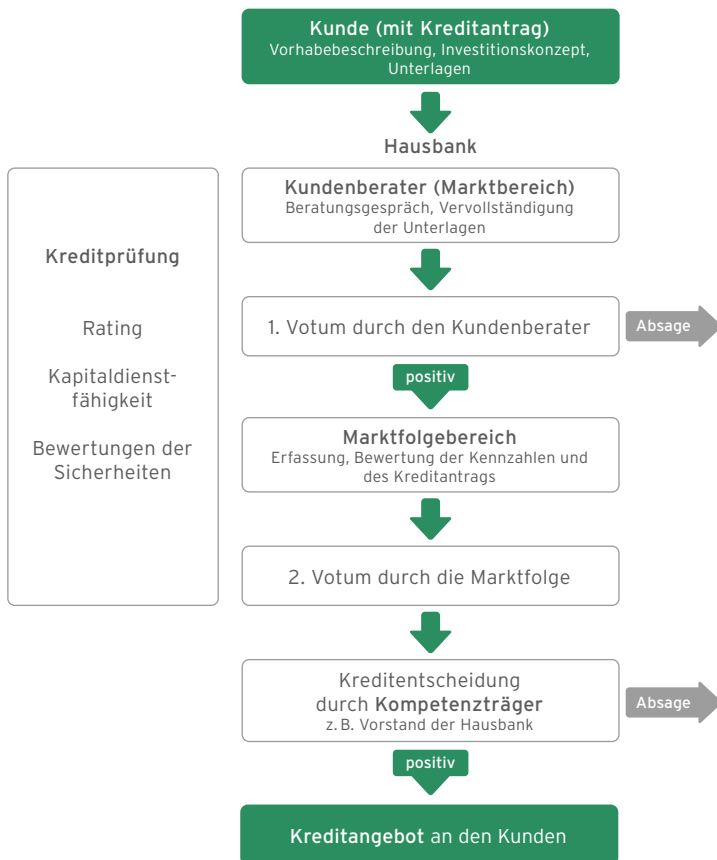 Kunde (mit Kreditantrag)
Vorhabebeschreibung, Investitionskonzept,
Unterlagen
Hausbank
Kundenberater (Marktbereich)
Beratungsgespräch, Vervollständigung
der Unterlagen
Kreditprüfung
Rating
Kapitaldienst-
fähigkeit
Bewertungen der
Sicherheiten
1. Votum durch den Kundenberater
Absage
positiv
Marktfolgebereich
Erfassung, Bewertung der Kennzahlen und
des Kreditantrags
2. Votum durch die Marktfolge
Kreditentscheidung
durch Kompetenzträger
z. B. Vorstand der Hausbank
Absage
positiv
Kreditangebot an den Kunden